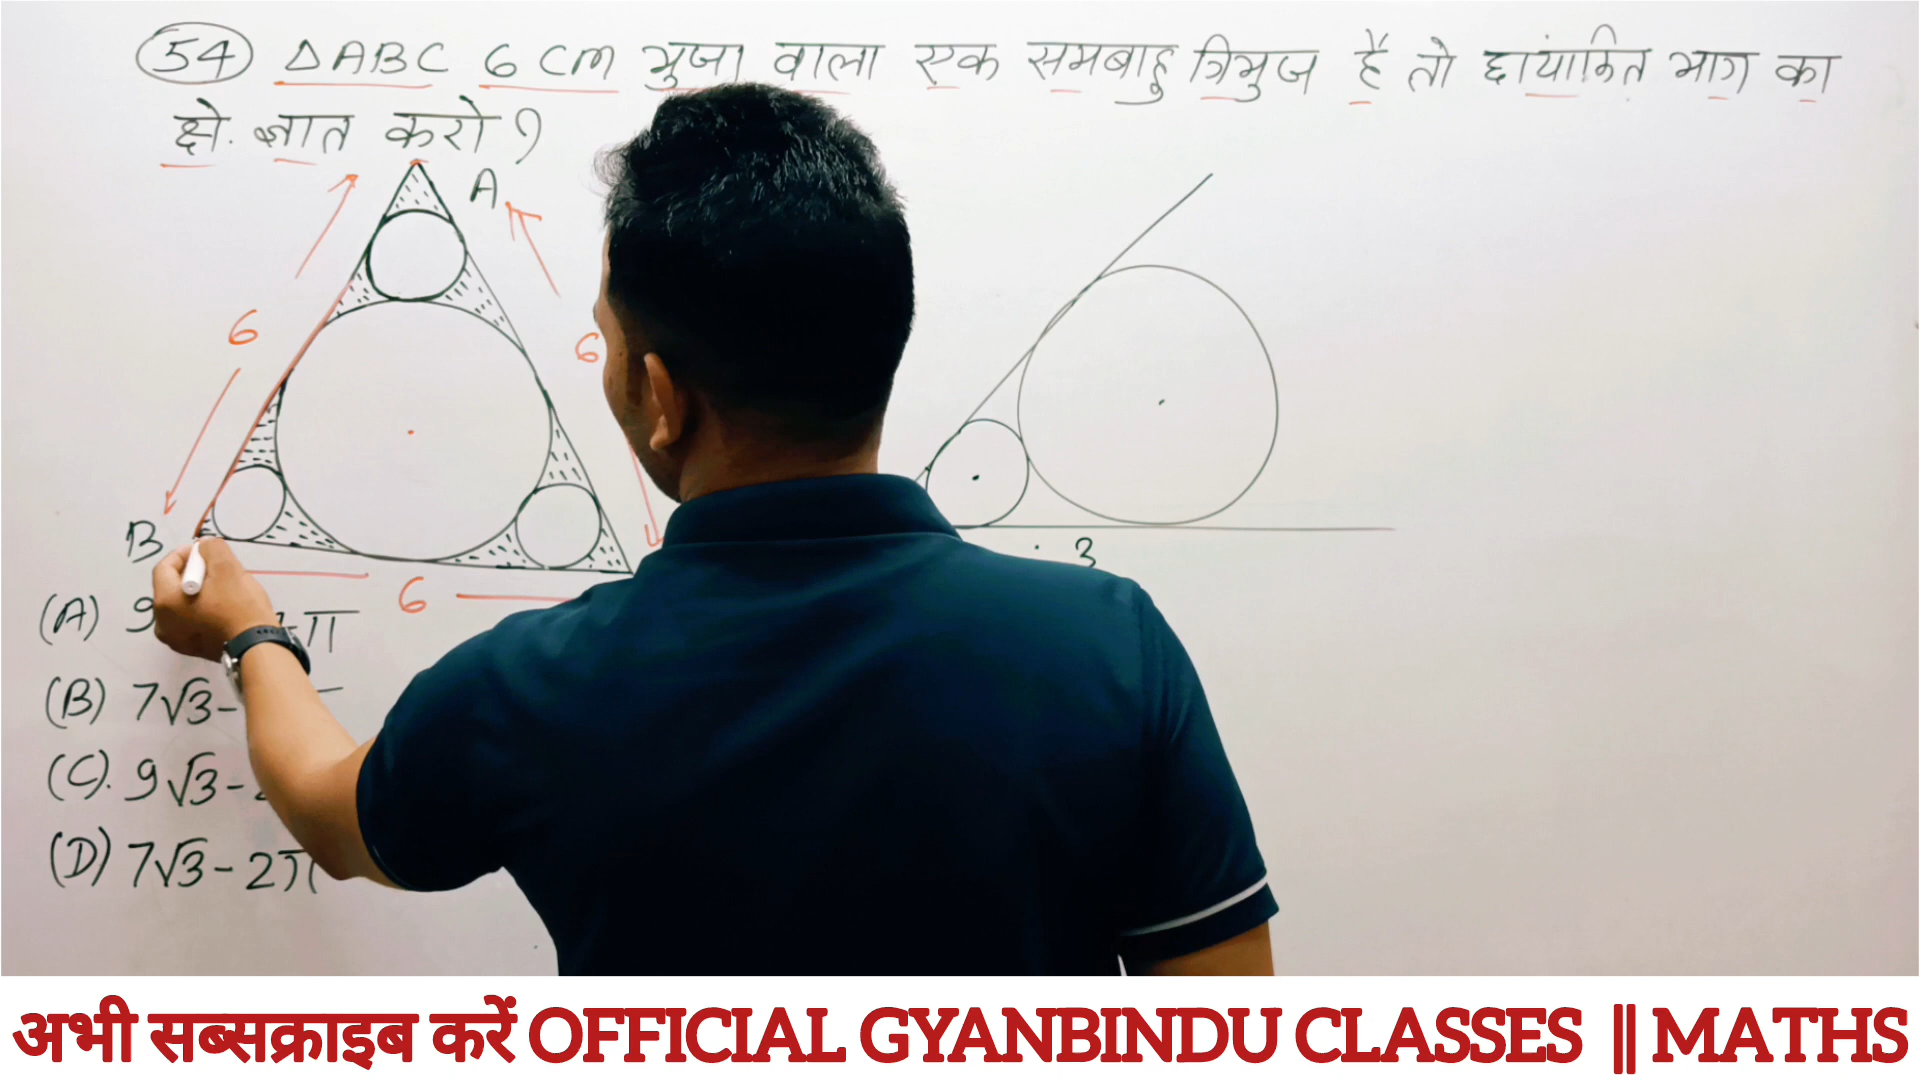 54 ΔABC 6 CM भुजा वाला एक समबाहु त्रिभुज है तो छायांकित भाग का
क्षे. ज्ञात करो ?
A
6
6
B
3
6
(A) 9 π
(B) 7√3-
(C). 9√3-
(D) 7√3-2π
अभी सब्सक्राइब करें OFFICIAL GYANBINDU CLASSES || MATHS